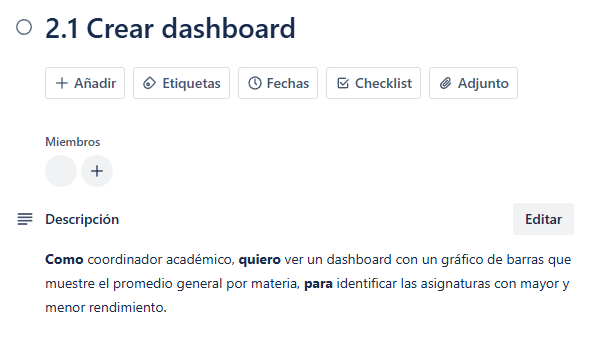 2.1 Crear dashboard
Añadir Etiquetas Fechas Checklist Adjunto
Miembros
Descripción Editar
Como coordinador académico, quiero ver un dashboard con un gráfico de barras que
muestre el promedio general por materia, para identificar las asignaturas con mayor y
menor rendimiento.